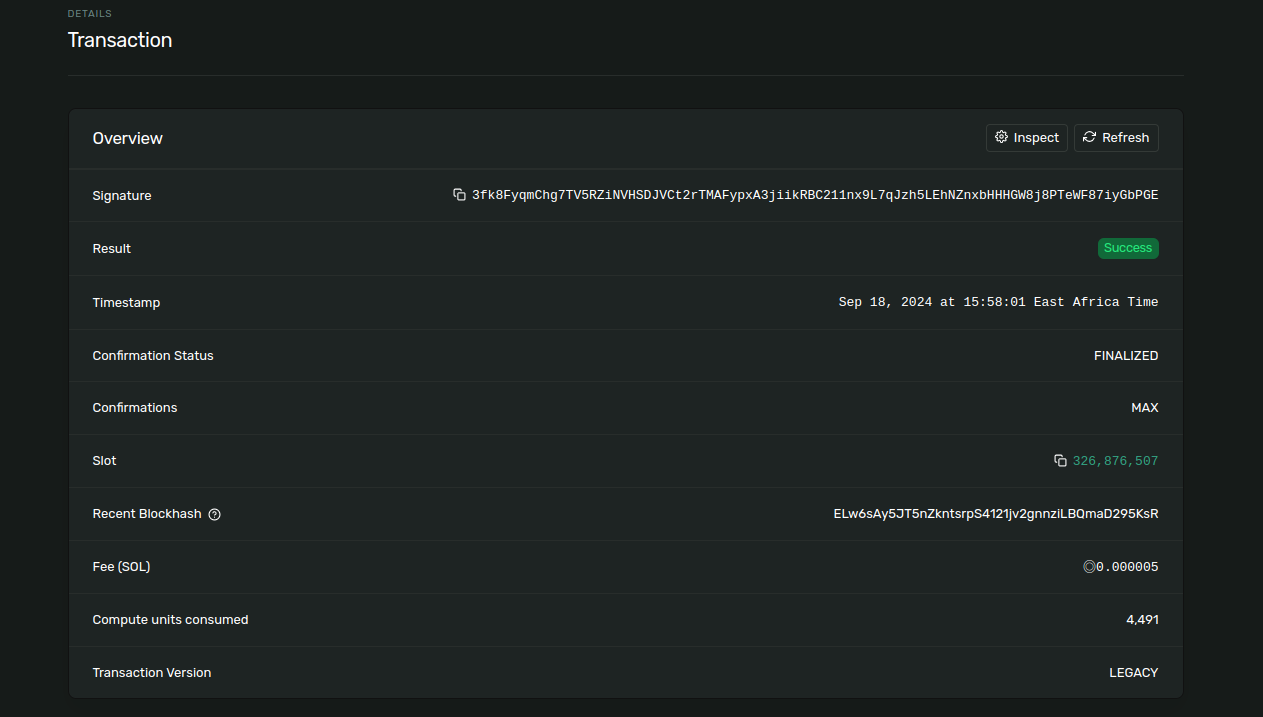 DETAILS
Transaction
Overview
Inspect
Refresh
Signature
3fk8FyqmChg7TV5RZiNVHSDJVCt2rTMAFypxA3jiikRBC211nx9L7qJzh5LEhNZnxbHHHGW8j8PTeWF87iyGbPGE
Result
Success
Timestamp
Sep 18, 2024 at 15:58:01 East Africa Time
Confirmation Status
FINALIZED
Confirmations
MAX
Slot
326,876,507
Recent Blockhash
ELw6sAy5JT5nZkntsrpS4121jv2gnnziLBQmaD295KsR
Fee (SOL)
◎0.000005
Compute units consumed
4,491
Transaction Version
LEGACY